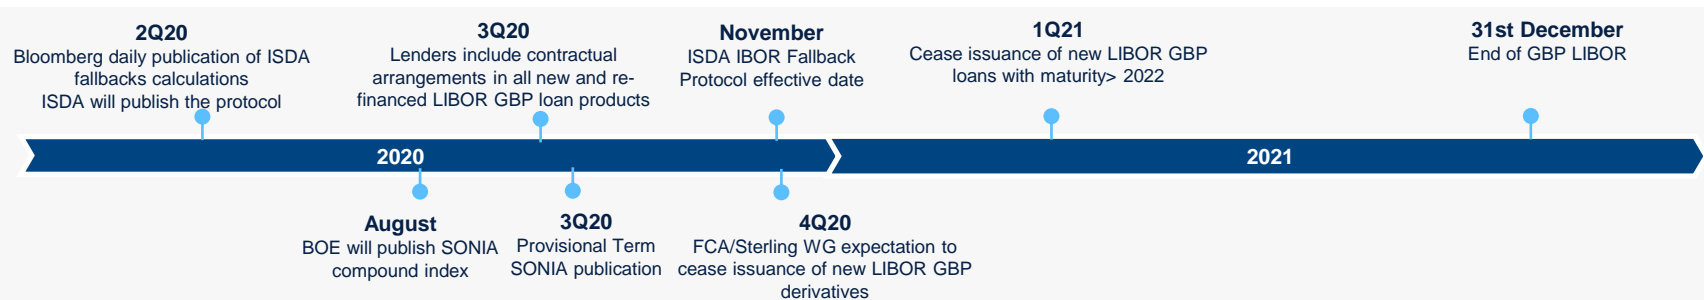 2Q20
Bloomberg daily publication of ISDA
fallbacks calculations
ISDA will publish the protocol
3Q20
Lenders include contractual
arrangements in all new and re-
financed LIBOR GBP loan products
November
ISDA IBOR Fallback
Protocol effective date
1Q21
Cease issuance of new LIBOR GBP
loans with maturity> 2022
31st December
End of GBP LIBOR
2020
2021
August
BOE will publish SONIA
compound index
3Q20
Provisional Term
SONIA publication
4Q20
FCA/Sterling WG expectation to
cease issuance of new LIBOR GBP
derivatives